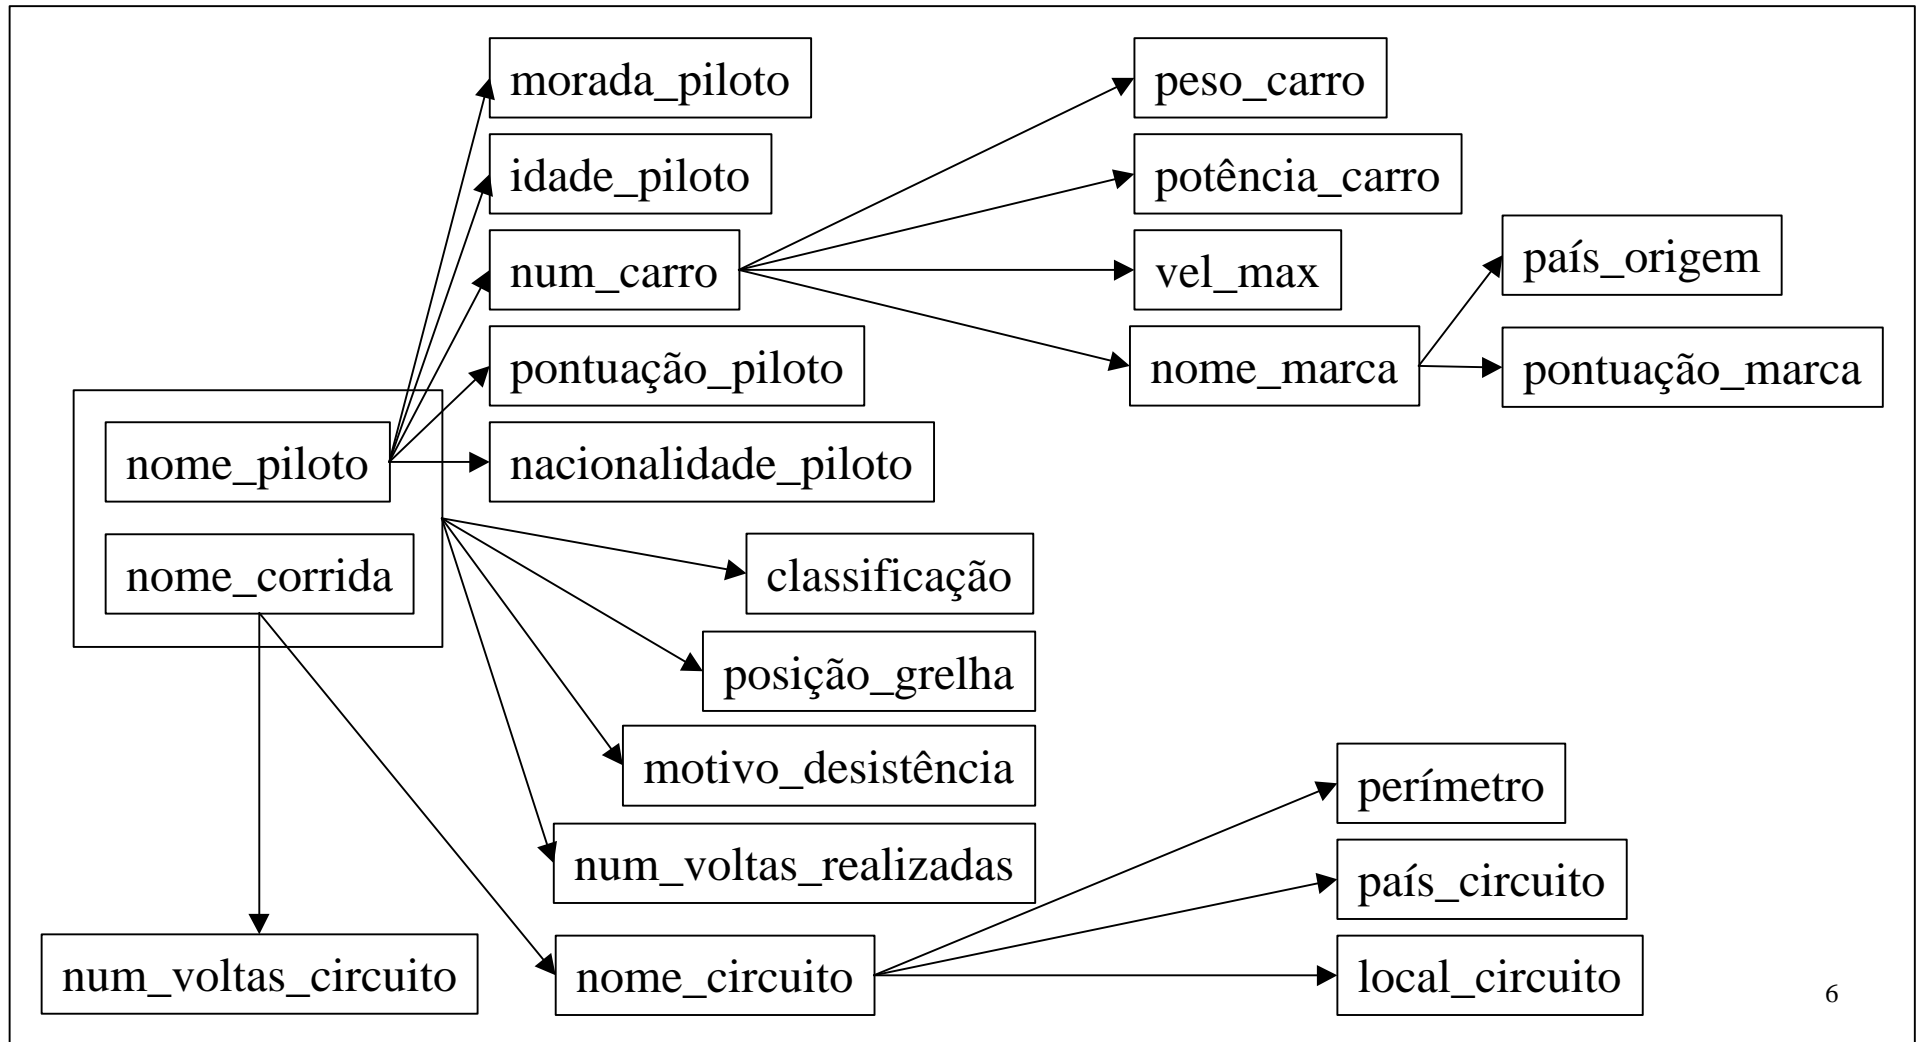 morada_piloto
peso_carro
idade_piloto
potência_carro
num_carro
vel_max
país_origem
pontuação_piloto
nome_marca
pontuação_marca
nome_piloto
nacionalidade_piloto
nome_corrida
classificação
posição_grelha
motivo_desistência
perímetro
num_voltas_realizadas
país_circuito
num_voltas_circuito
nome_circuito
local_circuito
6